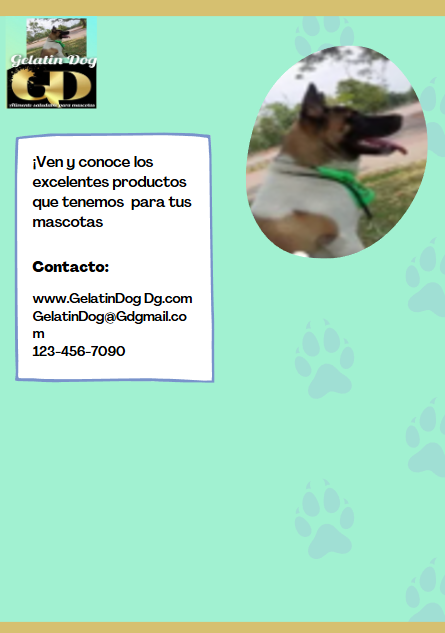 Gelatin Dog
GD
Alimento saludable para mascotas
¡Ven y conoce los
excelentes productos
que tenemos para tus
mascotas
Contacto:
www.GelatinDog Dg.com
GelatinDog@Gdgmail.co
m
123-456-7090